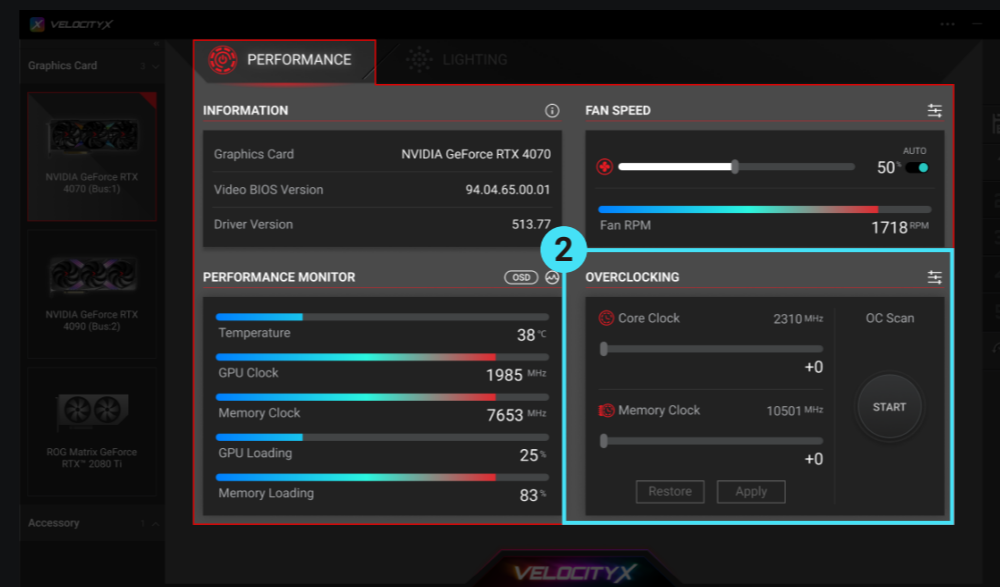 VELOCITYX
Graphics Card
NVIDIA GeForce RTX
4070 (Bus:1)
NVIDIA GeForce RTX
4090 (Bus:2)
ROG Matrix GeForce
RTX™ 2080 Ti
Accessory
PERFORMANCE
LIGHTING
INFORMATION
Graphics Card NVIDIA GeForce RTX 4070
Video BIOS Version 94.04.65.00.01
Driver Version 513.77
PERFORMANCE MONITOR OSD
Temperature 38 °C
GPU Clock 1985 MHz
Memory Clock 7653 MHz
GPU Loading 25%
Memory Loading 83%
FAN SPEED
AUTO
50%
Fan RPM 1718 RPM
2
OVERCLOCKING
Core Clock 2310 MHz
+0
Memory Clock 10501 MHz
+0
Restore Apply
OC Scan
START
VELOCITYX